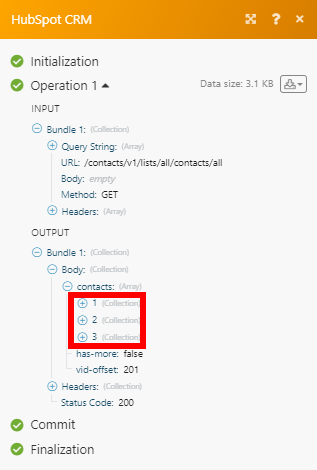 HubSpot CRM
Initialization
Operation 1
Data size: 3.1 KB
INPUT
Bundle 1: (Collection)
Query String: (Array)
URL: /contacts/v1/lists/all/contacts/all
Body: empty
Method: GET
Headers: (Array)
OUTPUT
Bundle 1: (Collection)
Body: (Collection)
contacts: (Array)
1 (Collection)
2 (Collection)
3 (Collection)
has-more: false
vid-offset: 201
Headers: (Collection)
Status Code: 200
Commit
Finalization